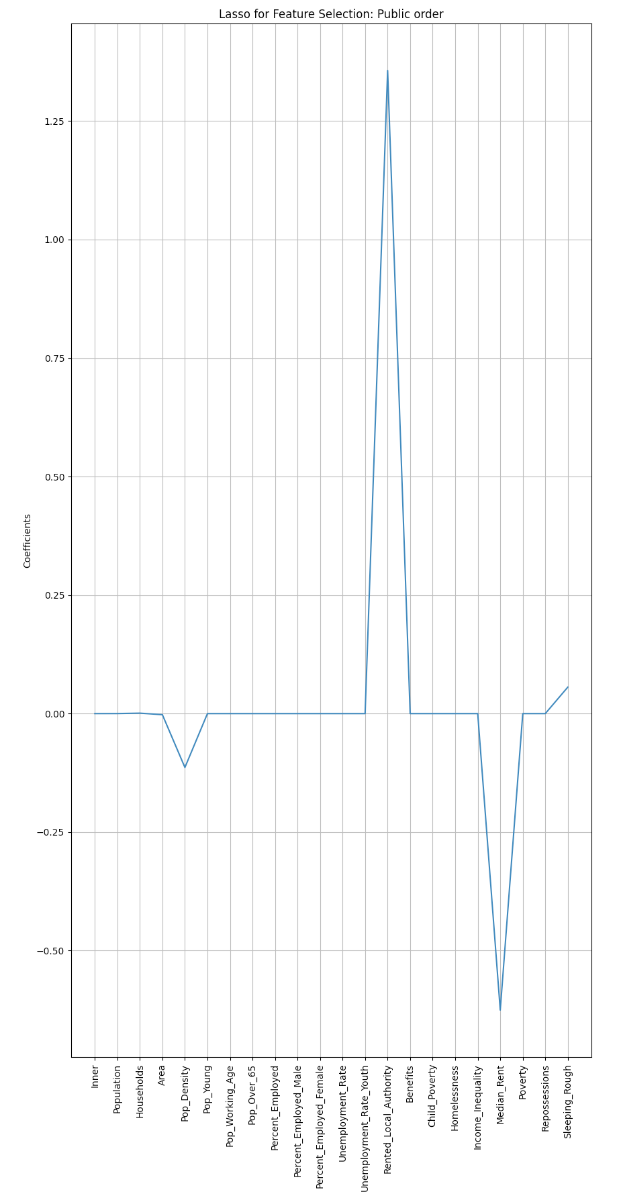 Lasso for Feature Selection: Public order
1.25
1.00
0.75
0.50
0.25
0.00
−0.25
−0.50
Coefficients
Inner
Population
Households
Area
Pop_Density
Pop_Young
Pop_Working_Age
Pop_Over_65
Percent_Employed
Percent_Employed_Male
Percent_Employed_Female
Unemployment_Rate
Unemployment_Rate_Youth
Rented_Local_Authority
Benefits
Child_Poverty
Homelessness
Income_Inequality
Median_Rent
Poverty
Repossessions
Sleeping_Rough